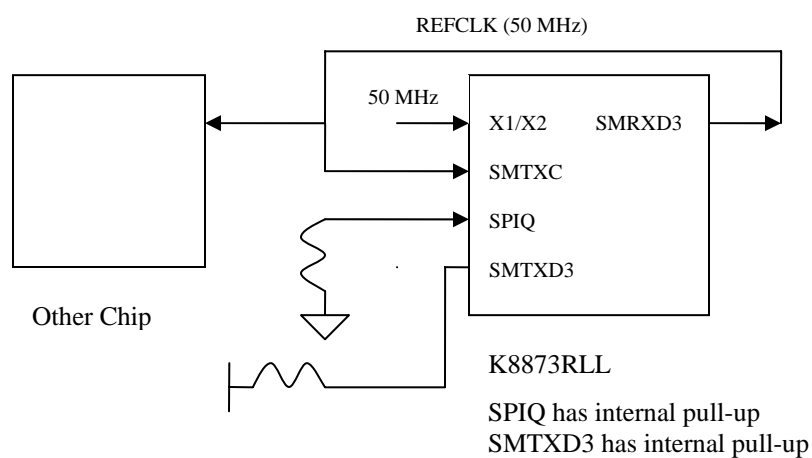 REFCLK (50 MHz)
50 MHz
X1/X2 SMRXD3
SMTXC
SPIQ
SMTXD3
Other Chip
K8873RLL
SPIQ has internal pull-up
SMTXD3 has internal pull-up